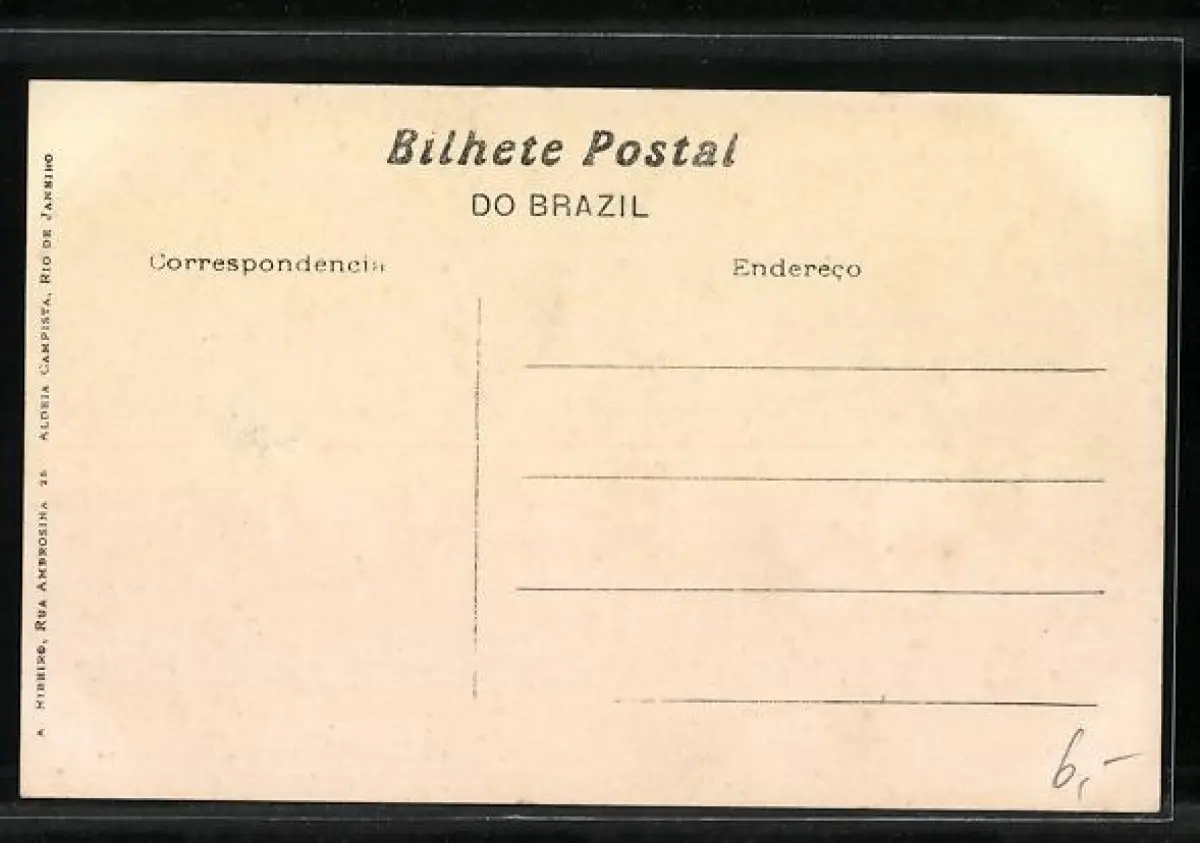 Bilhete Postal
DO BRAZIL
Correspondencia
Endereço
A. RIBEIRO, RUA AMBROSINA 25 ALDEIA CAMPISTA, RIO DE JANEIRO
6,-